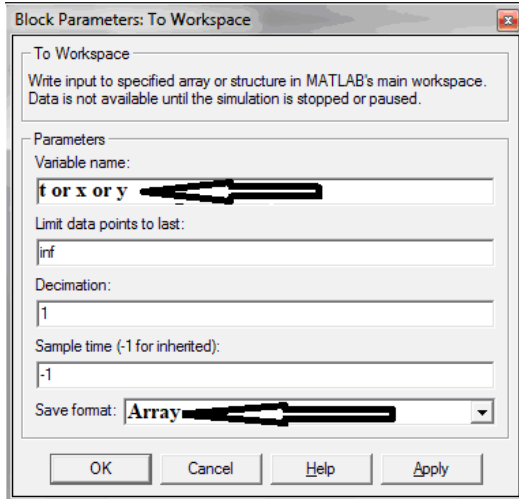 Block Parameters: To Workspace
To Workspace
Write input to specified array or structure in MATLAB's main workspace.
Data is not available until the simulation is stopped or paused.
Parameters
Variable name:
t or x or y
Limit data points to last:
inf
Decimation:
1
Sample time (-1 for inherited):
-1
Save format: Array
OK Cancel Help Apply